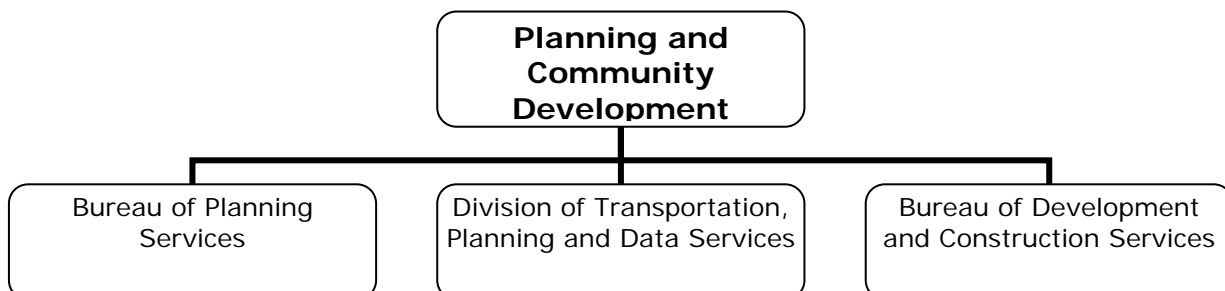 Planning and
Community
Development
Bureau of Planning
Services
Division of Transportation,
Planning and Data Services
Bureau of Development
and Construction Services